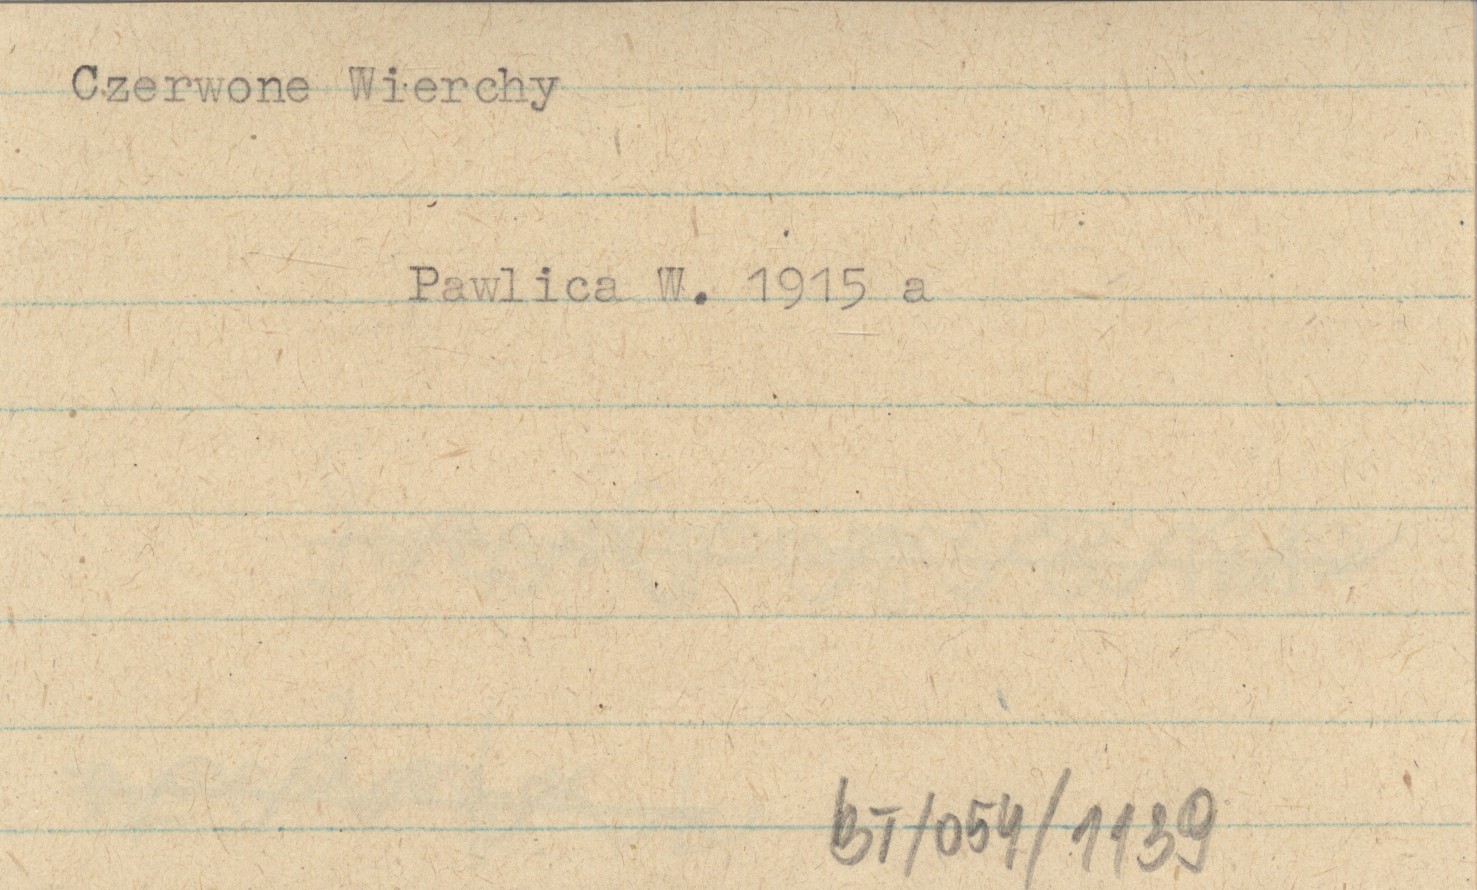 Czerwone Wierchy
Pawlica W. 1915 a
BT/054/1139